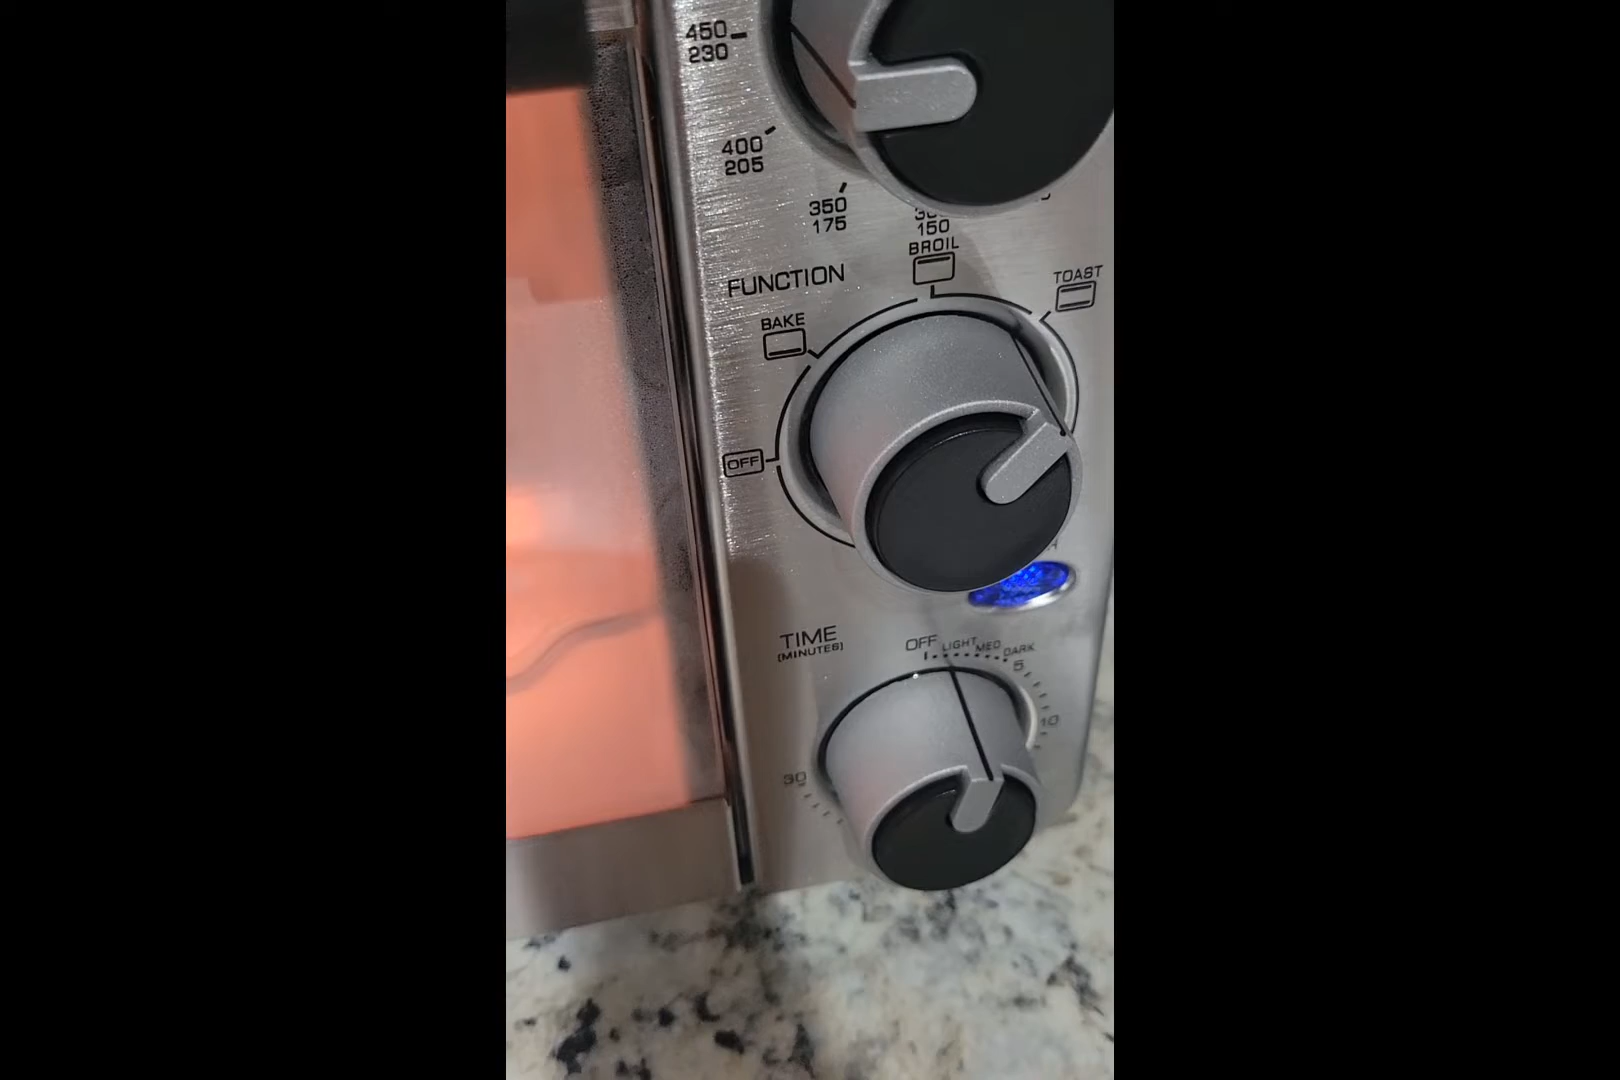 450
230
400
205
350
175
150
BROIL
TOAST
FUNCTION
BAKE
OFF
TIME
(MINUTES)
OFF LIGHT MED DARK
5
10
30